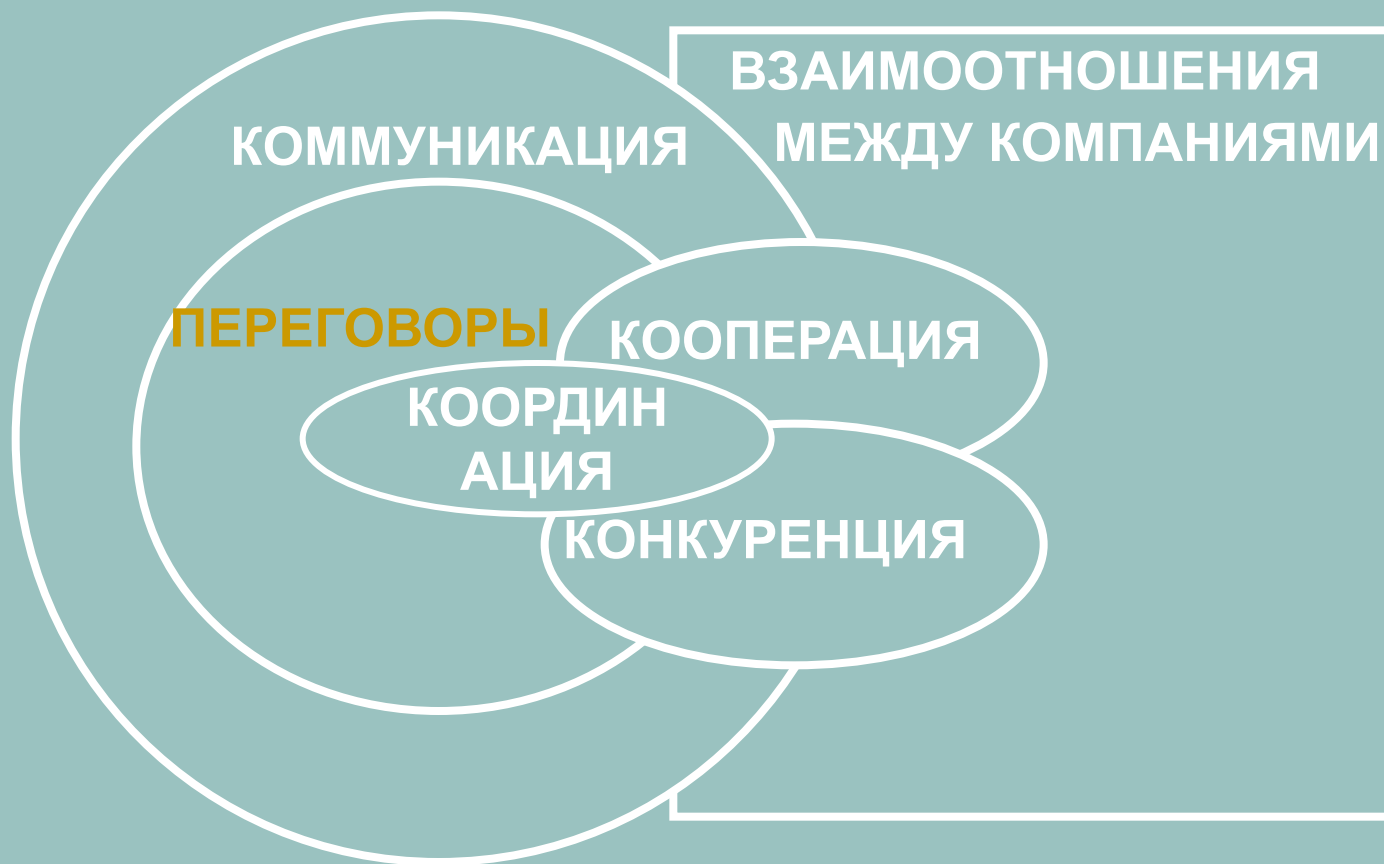 ВЗАИМООТНОШЕНИЯ
МЕЖДУ КОМПАНИЯМИ
КОММУНИКАЦИЯ
ПЕРЕГОВОРЫ
КООПЕРАЦИЯ
КООРДИН
АЦИЯ
КОНКУРЕНЦИЯ